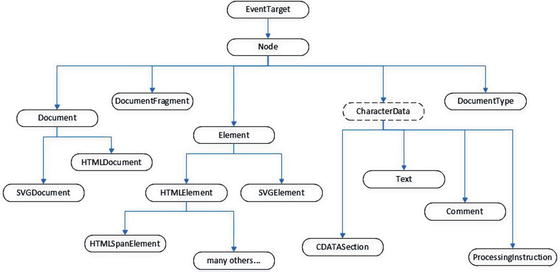 EventTarget
Node
DocumentFragment
DocumentType
Document
CharacterData
Element
HTMLDocument
Text
SVGDocument
HTMLElement
SVGElement
Comment
HTMLSpanElement
CDATASection
many others...
ProcessingInstruction